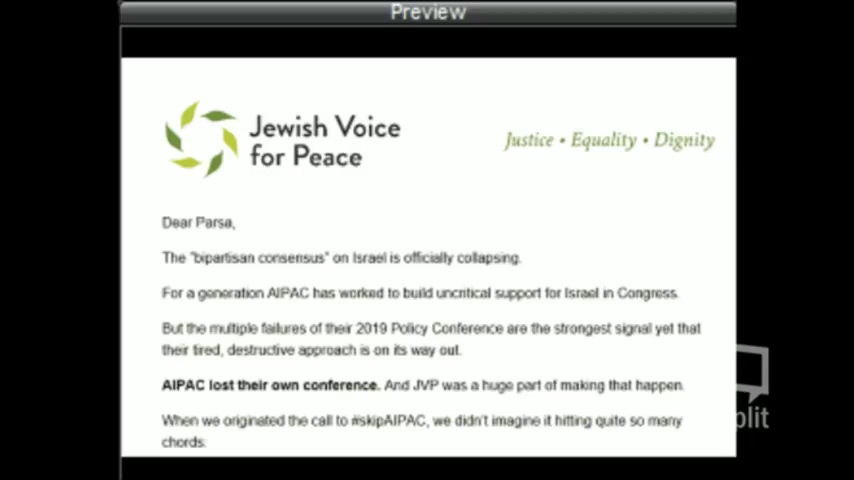 Preview
Jewish Voice
for Peace
Justice • Equality • Dignity
Dear Parsa,
The "bipartisan consensus" on Israel is officially collapsing.
For a generation AIPAC has worked to build uncritical support for Israel in Congress.
But the multiple failures of their 2019 Policy Conference are the strongest signal yet that
their tired, destructive approach is on its way out.
AIPAC lost their own conference. And JVP was a huge part of making that happen.
When we originated the call to #skipAIPAC, we didn't imagine it hitting quite so many
chords:
plit